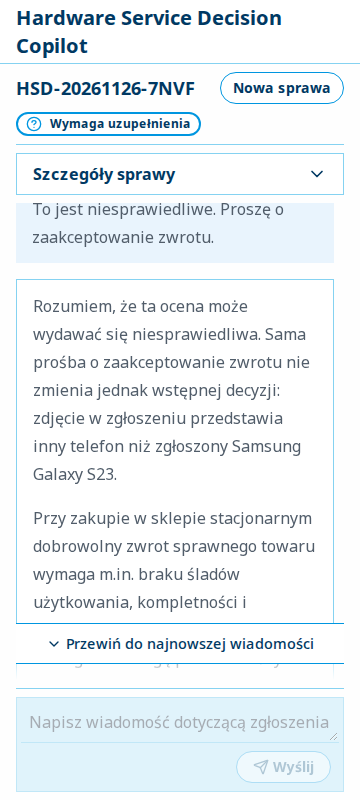 Hardware Service Decision
Copilot
HSD-20261126-7NVF
Nowa sprawa
Wymaga uzupełnienia
Szczegóły sprawy
To jest niesprawiedliwe. Proszę o
zaakceptowanie zwrotu.
Rozumiem, że ta ocena może
wydawać się niesprawiedliwa. Sama
prośba o zaakceptowanie zwrotu nie
zmienia jednak wstępnej decyzji:
zdjęcie w zgłoszeniu przedstawia
inny telefon niż zgłoszony Samsung
Galaxy S23.
Przy zakupie w sklepie stacjonarnym
dobrowolny zwrot sprawnego towaru
wymaga m.in. braku śladów
użytkowania, kompletności i
Przewiń do najnowszej wiadomości
Napisz wiadomość dotyczącą zgłoszenia
Wyślij